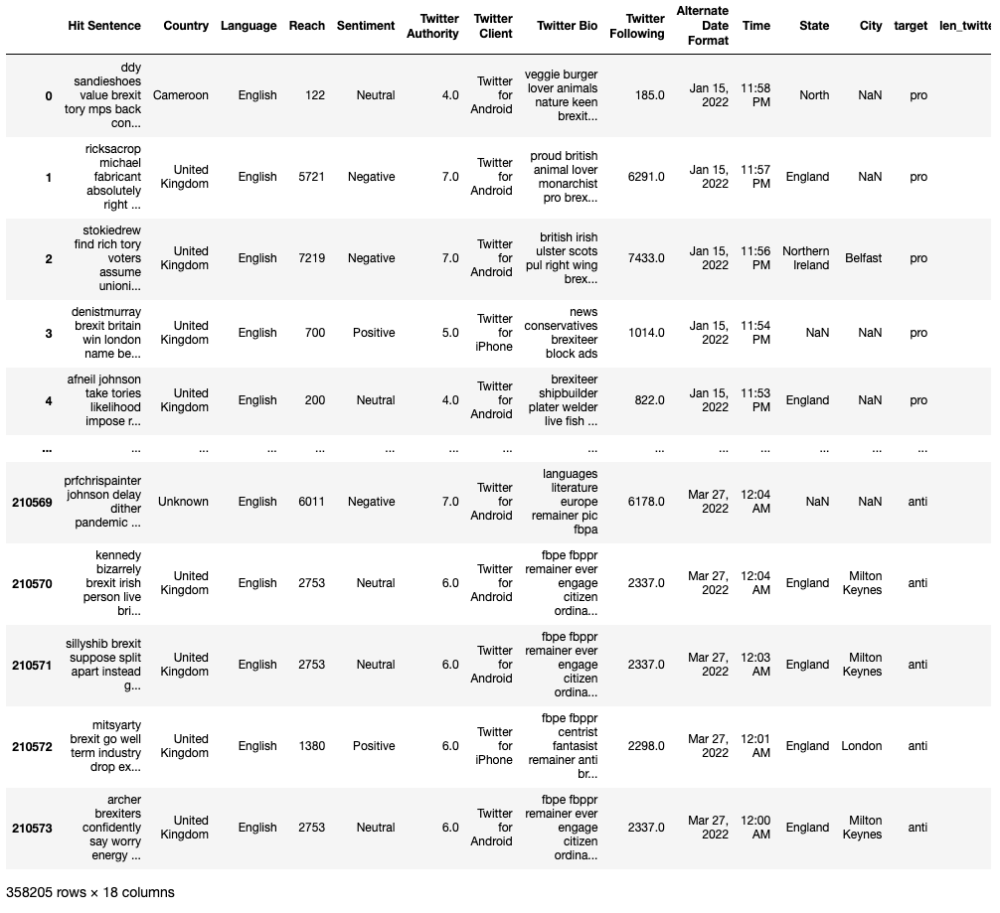 Hit Sentence Country Language Reach Sentiment Twitter Authority Twitter Client Twitter Bio Twitter Following Alternate Date Format Time State City target len_twitte
0 ddy sandieshoes value brexit tory mps back con... Cameroon English 122 Neutral 4.0 Twitter for Android veggie burger lover animals nature keen brexit... 185.0 Jan 15, 2022 11:58 PM North NaN pro
1 ricksacrop michael fabricant absolutely right ... United Kingdom English 5721 Negative 7.0 Twitter for Android proud british animal lover monarchist pro brex... 6291.0 Jan 15, 2022 11:57 PM England NaN pro
2 stokiedrew find rich tory voters assume unioni... United Kingdom English 7219 Negative 7.0 Twitter for Android british irish ulster scots pul right wing brex... 7433.0 Jan 15, 2022 11:56 PM Northern Ireland Belfast pro
3 denistmurray brexit britain win london name be... United Kingdom English 700 Positive 5.0 Twitter for iPhone news conservatives brexiteer block ads 1014.0 Jan 15, 2022 11:54 PM NaN NaN pro
4 afneil johnson take tories likelihood impose r... United Kingdom English 200 Neutral 4.0 Twitter for Android brexiteer shipbuilder plater welder live fish ... 822.0 Jan 15, 2022 11:53 PM England NaN pro
... ... ... ... ... ... ... ... ... ... ... ... ... ... ...
210569 prfchrispainter johnson delay dither pandemic ... Unknown English 6011 Negative 7.0 Twitter for Android languages literature europe remainer pic fbpa 6178.0 Mar 27, 2022 12:04 AM NaN NaN anti
210570 kennedy bizarrely brexit irish person live bri... United Kingdom English 2753 Neutral 6.0 Twitter for Android fbpe fbppr remainer ever engage citizen ordina... 2337.0 Mar 27, 2022 12:04 AM England Milton Keynes anti
210571 sillyshib brexit suppose split apart instead g... United Kingdom English 2753 Neutral 6.0 Twitter for Android fbpe fbppr remainer ever engage citizen ordina... 2337.0 Mar 27, 2022 12:03 AM England Milton Keynes anti
210572 mitsyarty brexit go well term industry drop ex... United Kingdom English 1380 Positive 6.0 Twitter for iPhone fbpe fbppr centrist fantasist remainer anti br... 2298.0 Mar 27, 2022 12:01 AM England London anti
210573 archer brexiters confidently say worry energy ... United Kingdom English 2753 Neutral 6.0 Twitter for Android fbpe fbppr remainer ever engage citizen ordina... 2337.0 Mar 27, 2022 12:00 AM England Milton Keynes anti
358205 rows × 18 columns